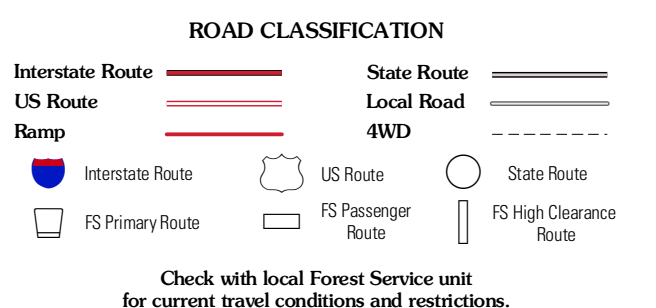 ROAD CLASSIFICATION
Interstate Route
State Route
US Route
Local Road
Ramp
4WD
Interstate Route
US Route
State Route
FS Primary Route
FS Passenger
Route
FS High Clearance
Route
Check with local Forest Service unit
for current travel conditions and restrictions.